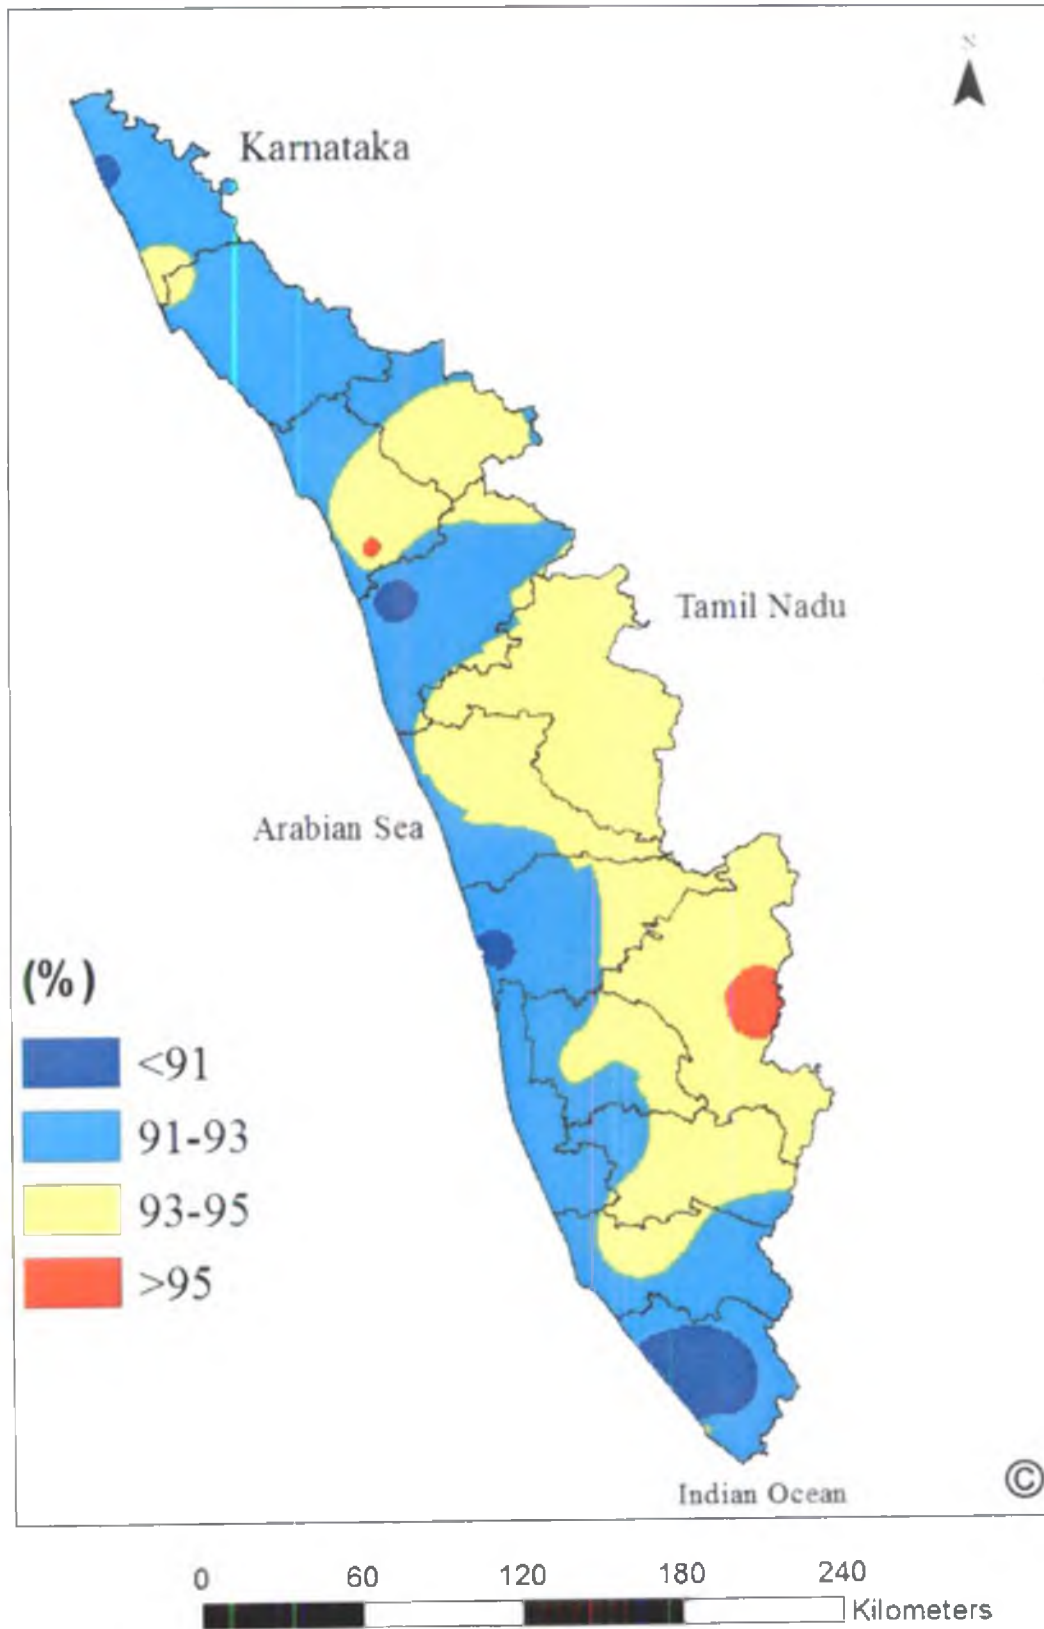 N
Karnataka
Tamil Nadu
Arabian Sea
(%)
<91
91-93
93-95
>95
Indian Ocean
©
0 60 120 180 240
Kilometers